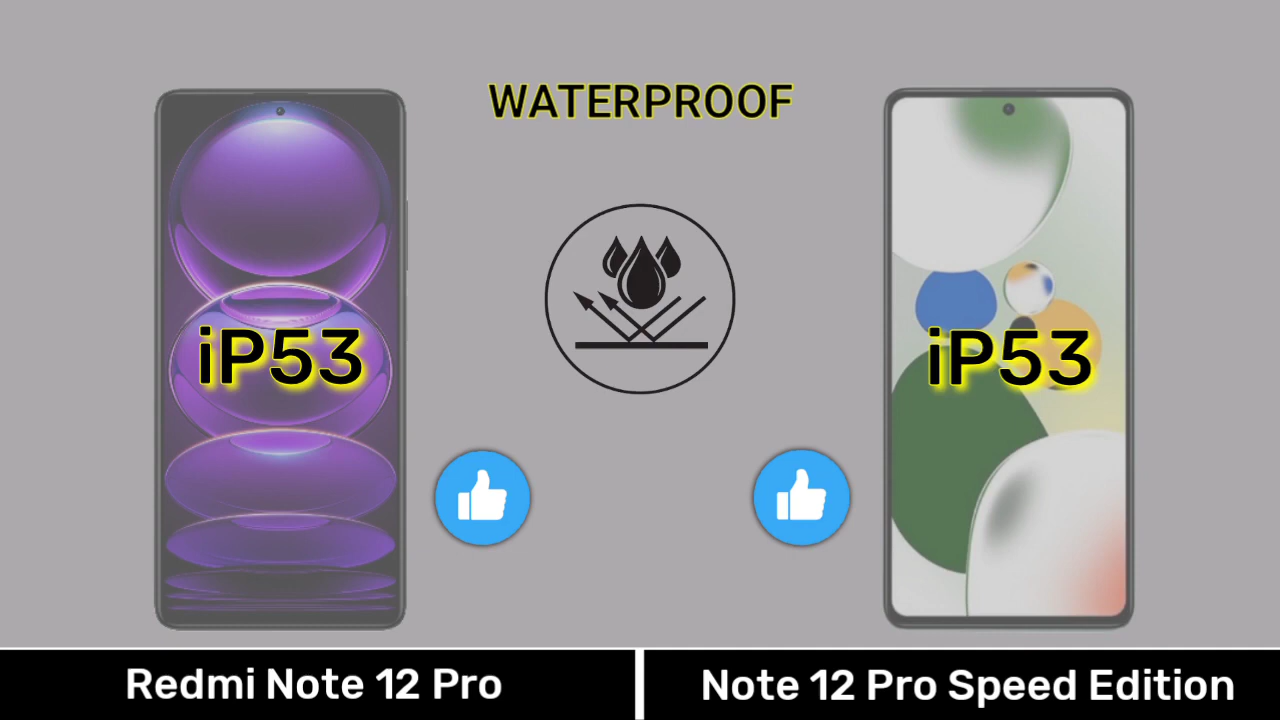 WATERPROOF
iP53
iP53
Redmi Note 12 Pro
Note 12 Pro Speed Edition